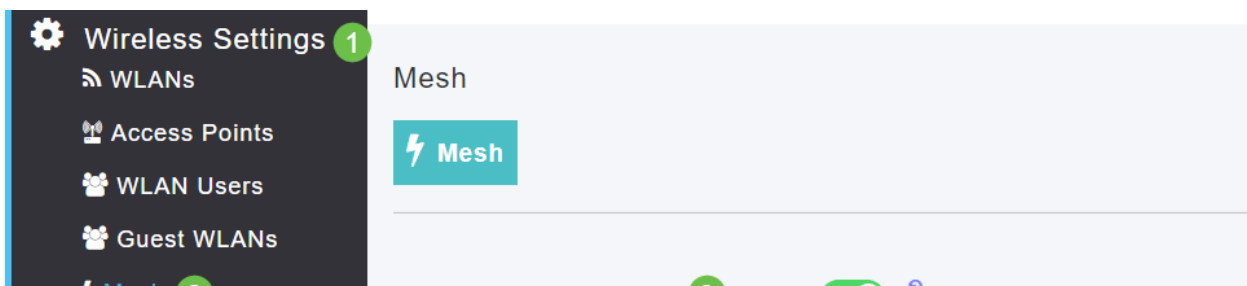 Wireless Settings 1
WLANs
Access Points
WLAN Users
Guest WLANs
Mesh
Mesh